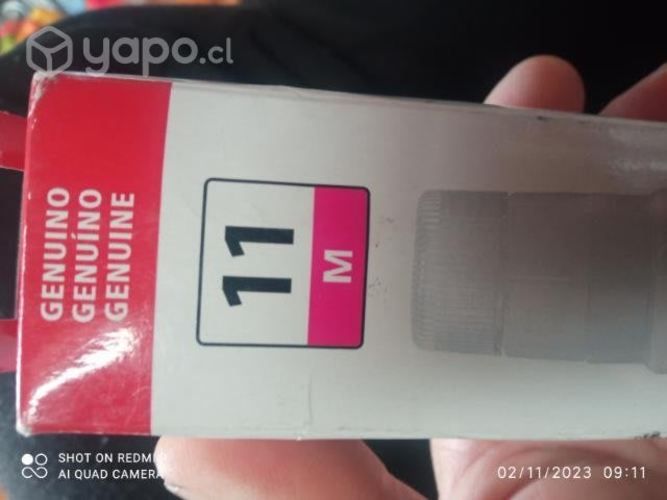 yapo.cl
GENUINO
GENUÍNO
GENUINE
11
M
SHOT ON REDMI
AI QUAD CAMERA
02/11/2023 09:11